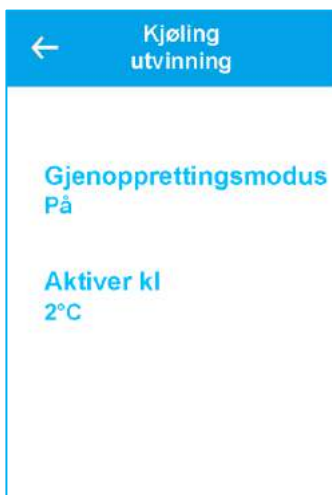 Kjøling
utvinning
Gjenopprettingsmodus
På
Aktiver kl
2°C